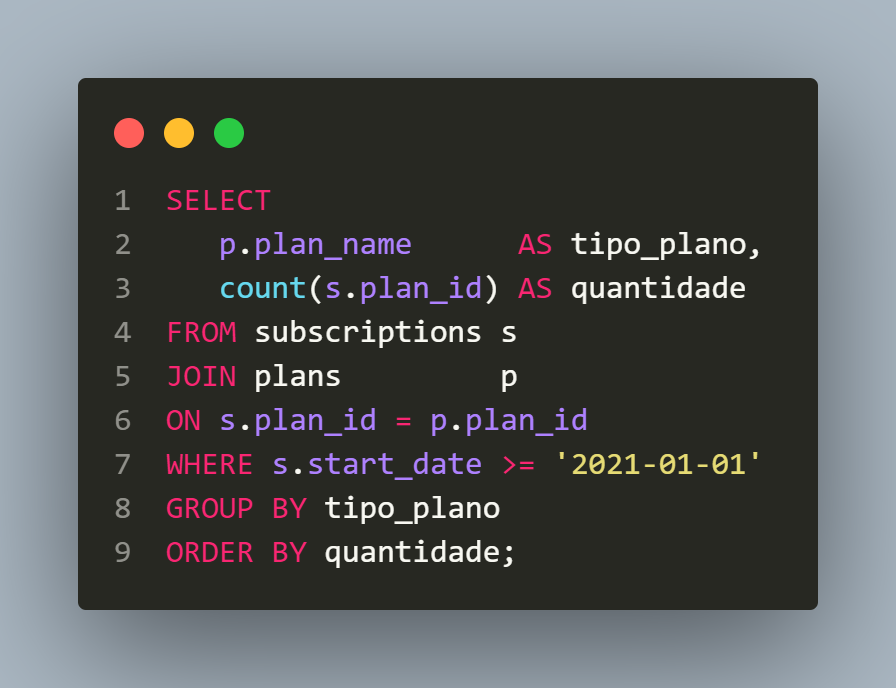 1 SELECT
2    p.plan_name      AS tipo_plano,
3    count(s.plan_id) AS quantidade
4 FROM subscriptions s
5 JOIN plans         p
6 ON s.plan_id = p.plan_id
7 WHERE s.start_date >= '2021-01-01'
8 GROUP BY tipo_plano
9 ORDER BY quantidade;